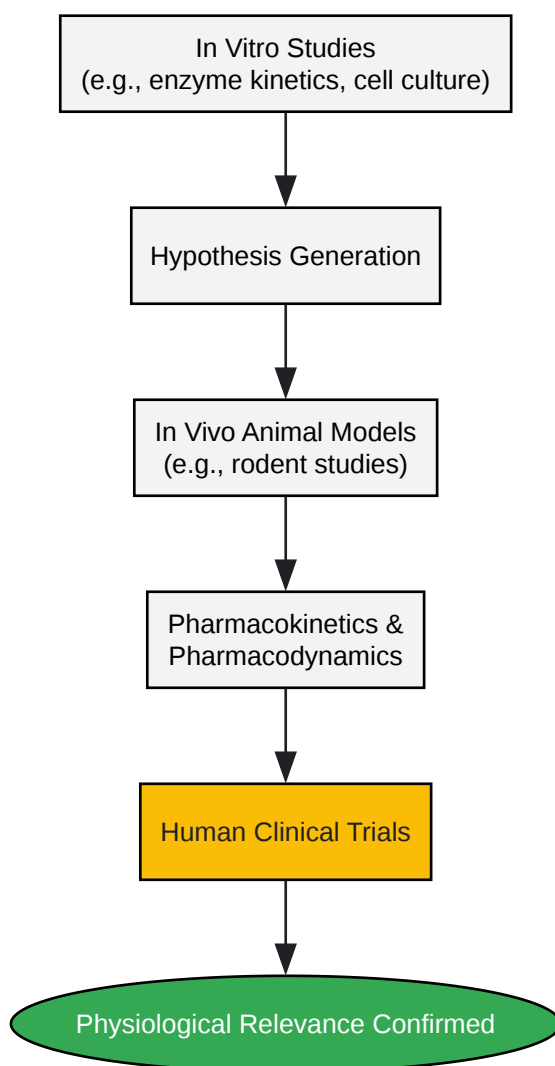 In Vitro Studies
(e.g., enzyme kinetics, cell culture)
Hypothesis Generation
In Vivo Animal Models
(e.g., rodent studies)
Pharmacokinetics &
Pharmacodynamics
Human Clinical Trials
Physiological Relevance Confirmed